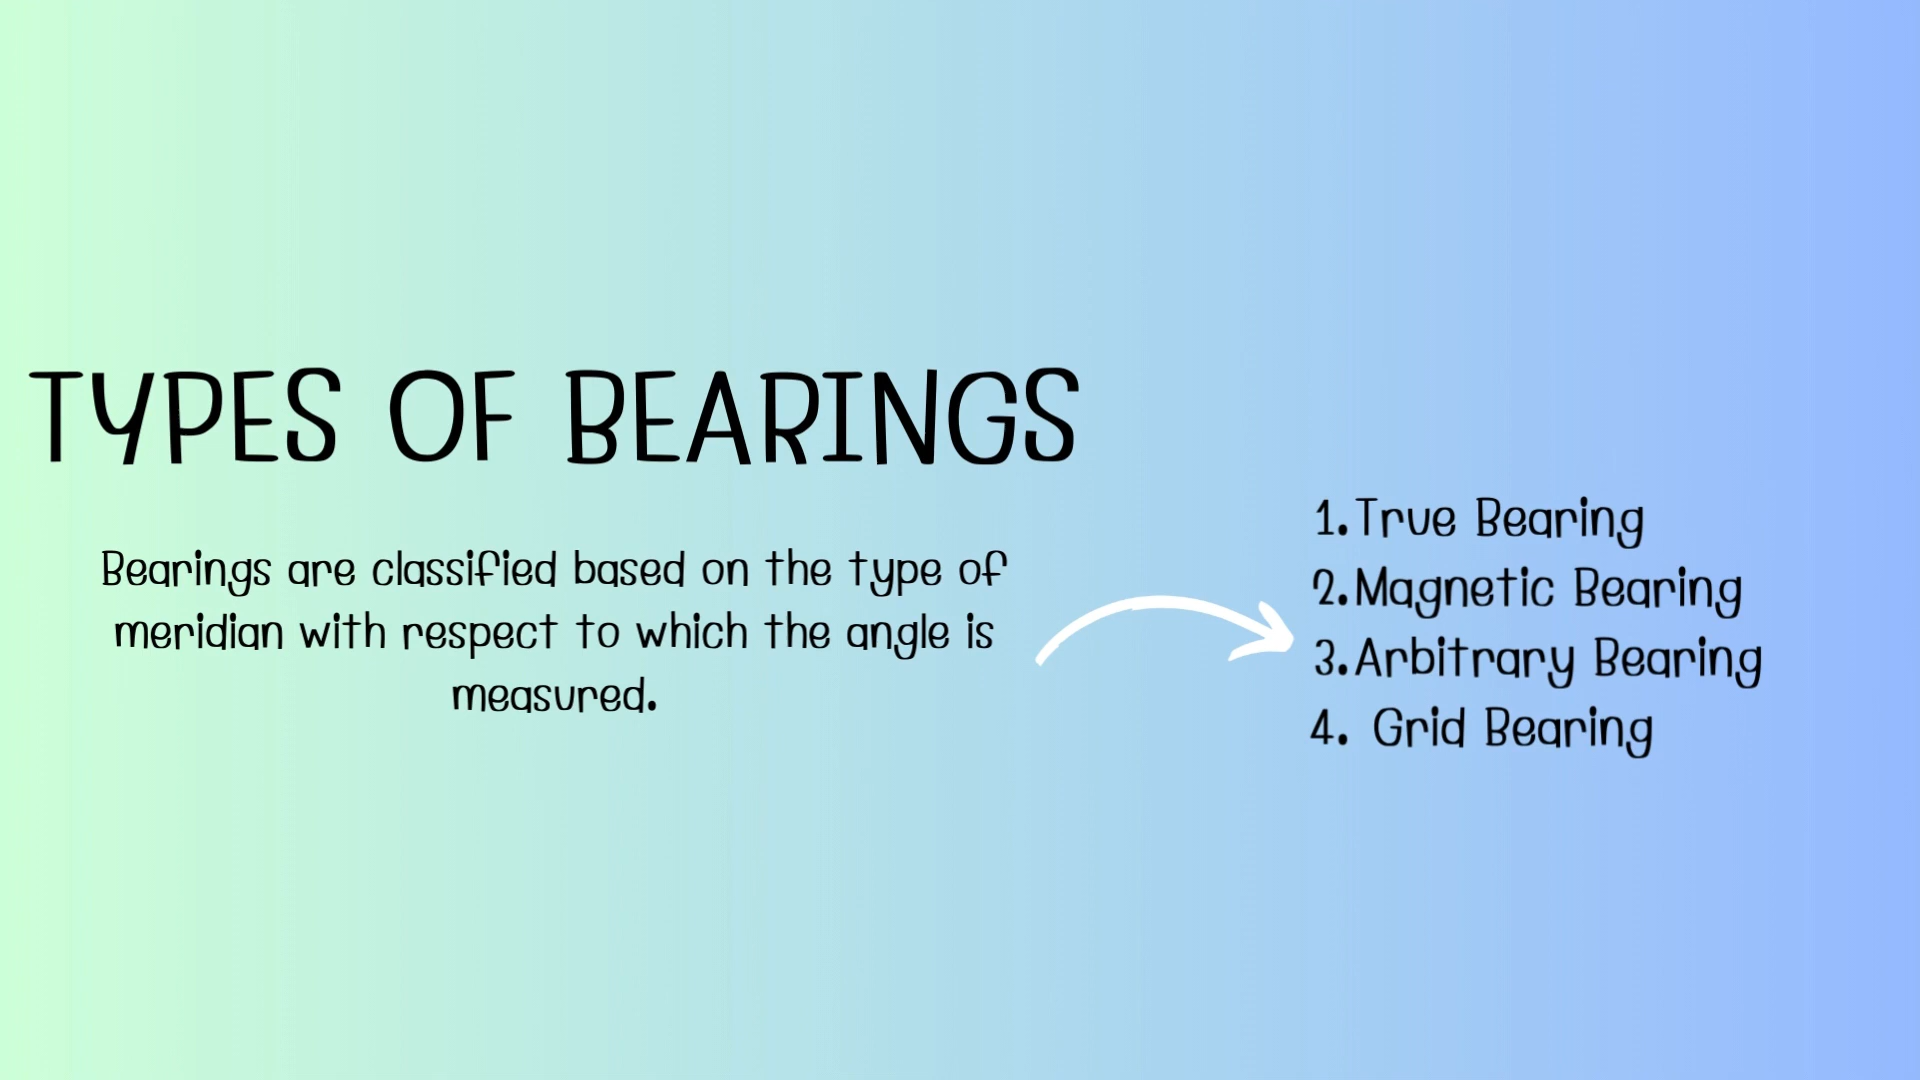 TYPES OF BEARINGS
Bearings are classified based on the type of
meridian with respect to which the angle is
measured.
1. True Bearing
2. Magnetic Bearing
3. Arbitrary Bearing
4. Grid Bearing